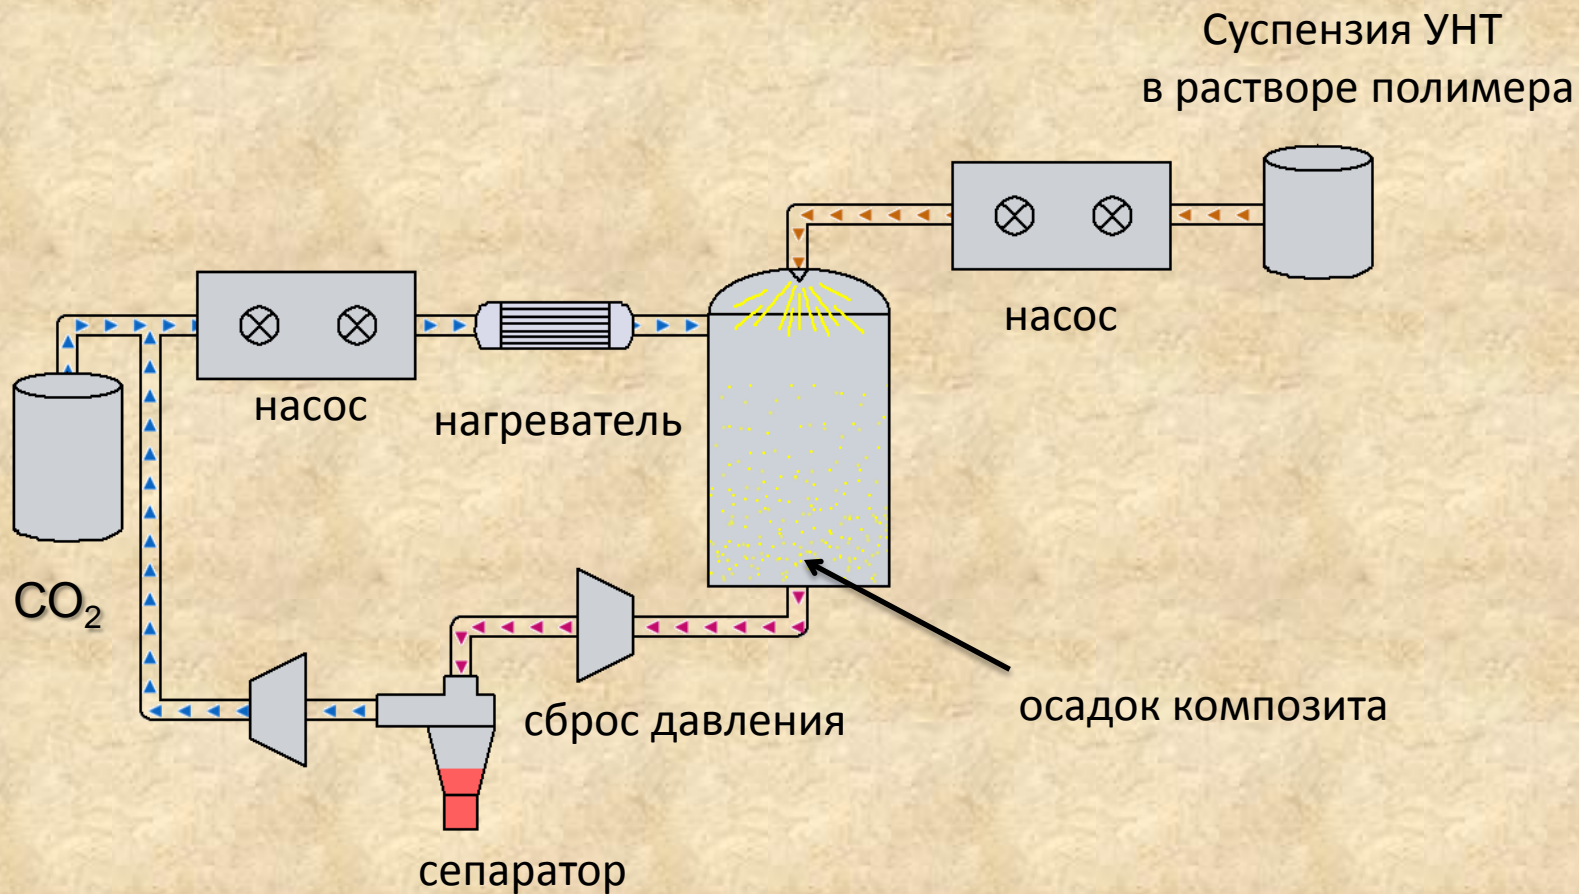 Суспензия УНТ
в растворе полимера
насос
насос
нагреватель
CO₂
сброс давления
осадок композита
сепаратор